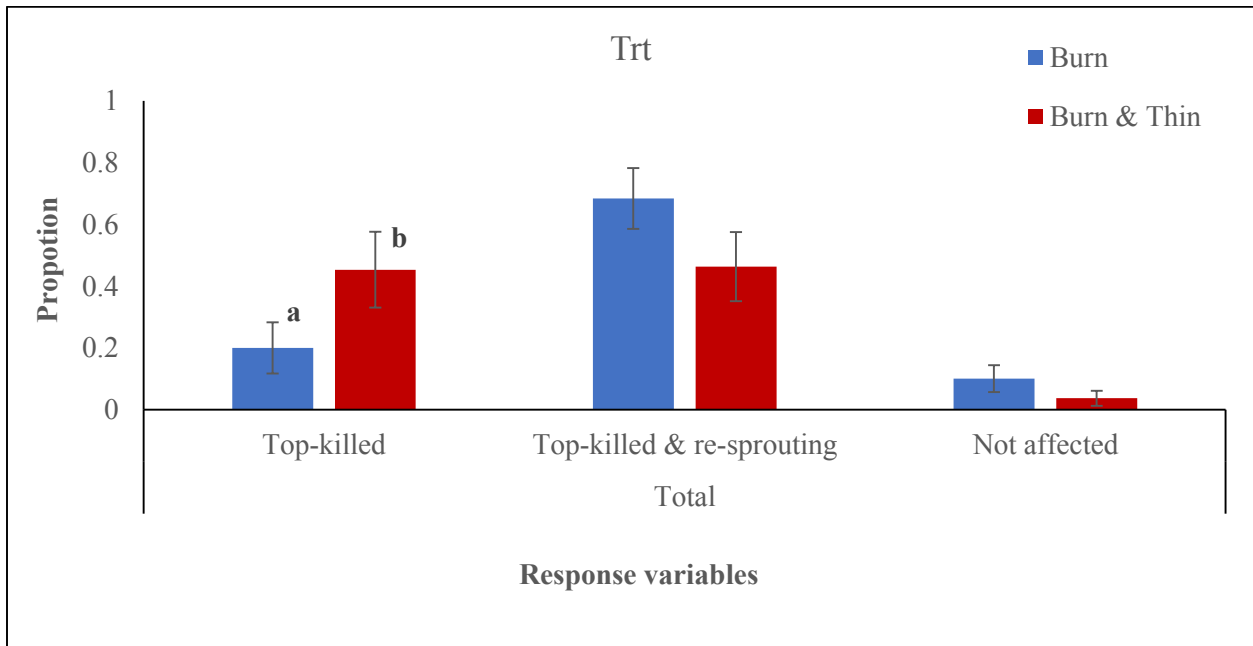 Trt
Burn
Burn & Thin
1
0.8
0.6
0.4
0.2
0
Propotion
a
b
Top-killed
Top-killed & re-sprouting
Not affected
Total
Response variables